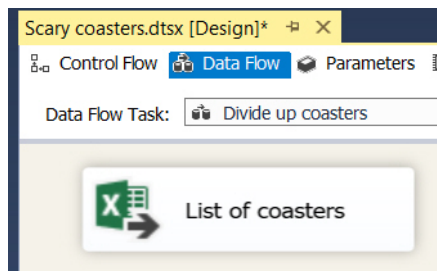 Scary coasters.dtsx [Design]*
Control Flow Data Flow Parameters
Data Flow Task: Divide up coasters
List of coasters